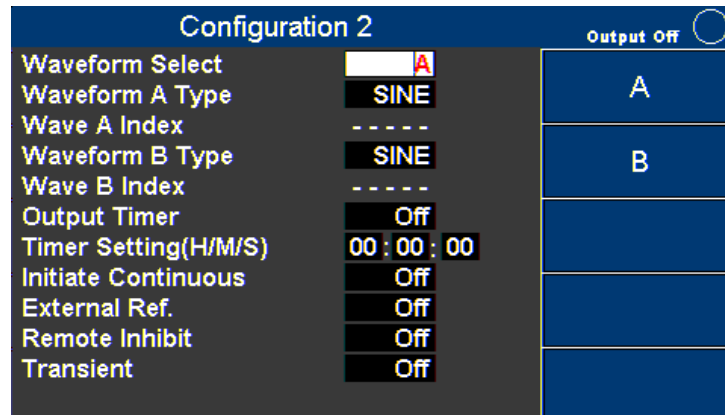 Configuration 2
Output Off
Waveform Select A
Waveform A Type SINE
Wave A Index - - - - -
Waveform B Type SINE
Wave B Index - - - - -
Output Timer Off
Timer Setting(H/M/S) 00 : 00 : 00
Initiate Continuous Off
External Ref. Off
Remote Inhibit Off
Transient Off
A
B